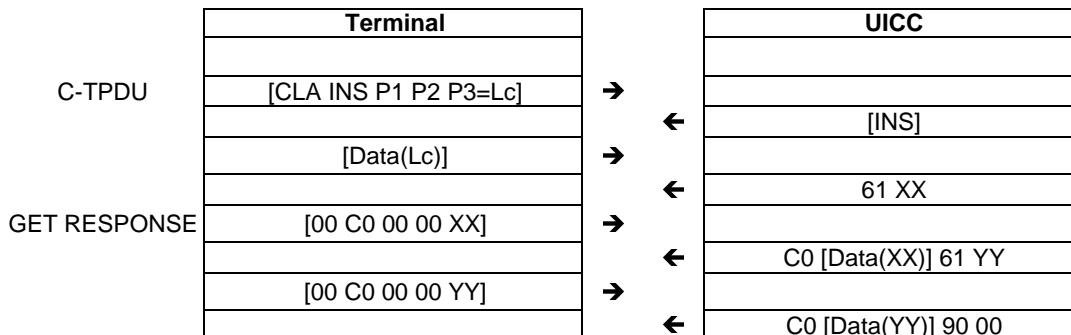 Terminal UICC
C-TPDU [CLA INS P1 P2 P3=Lc] →
← [INS]
[Data(Lc)] →
← 61 XX
GET RESPONSE [00 C0 00 00 XX] →
← C0 [Data(XX)] 61 YY
[00 C0 00 00 YY] →
← C0 [Data(YY)] 90 00